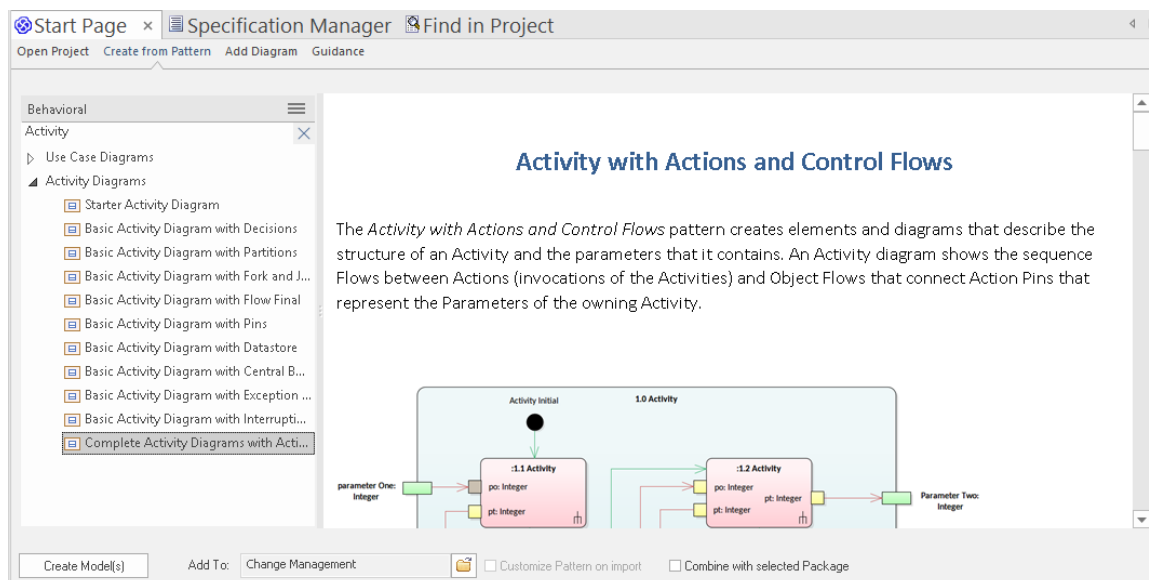 Start Page × Specification Manager Find in Project
Open Project Create from Pattern Add Diagram Guidance
Behavioral
Activity
Use Case Diagrams
Activity Diagrams
Starter Activity Diagram
Basic Activity Diagram with Decisions
Basic Activity Diagram with Partitions
Basic Activity Diagram with Fork and J...
Basic Activity Diagram with Flow Final
Basic Activity Diagram with Pins
Basic Activity Diagram with Datastore
Basic Activity Diagram with Central B...
Basic Activity Diagram with Exception ...
Basic Activity Diagram with Interrupti...
Complete Activity Diagrams with Acti...
Activity with Actions and Control Flows
The Activity with Actions and Control Flows pattern creates elements and diagrams that describe the
structure of an Activity and the parameters that it contains. An Activity diagram shows the sequence
Flows between Actions (invocations of the Activities) and Object Flows that connect Action Pins that
represent the Parameters of the owning Activity.
Activity Initial
1.0 Activity
:1.1 Activity
po: Integer
pt: Integer
parameter One:
Integer
:1.2 Activity
po: Integer
pt: Integer
pt: Integer
Parameter Two:
Integer
Create Model(s) Add To: Change Management Customize Pattern on import Combine with selected Package